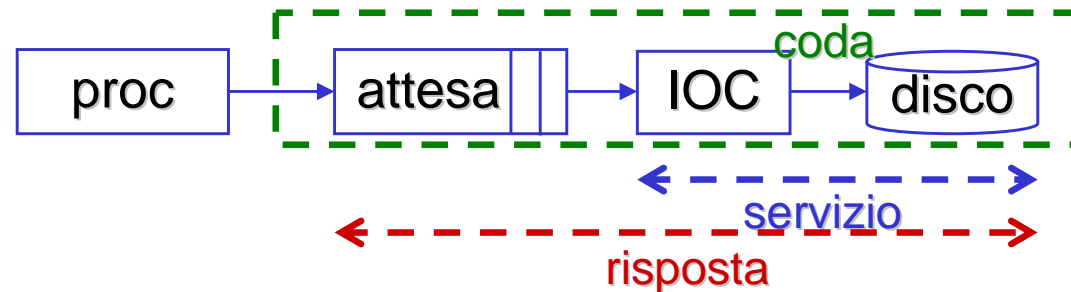 coda
proc
attesa
IOC
disco
servizio
risposta